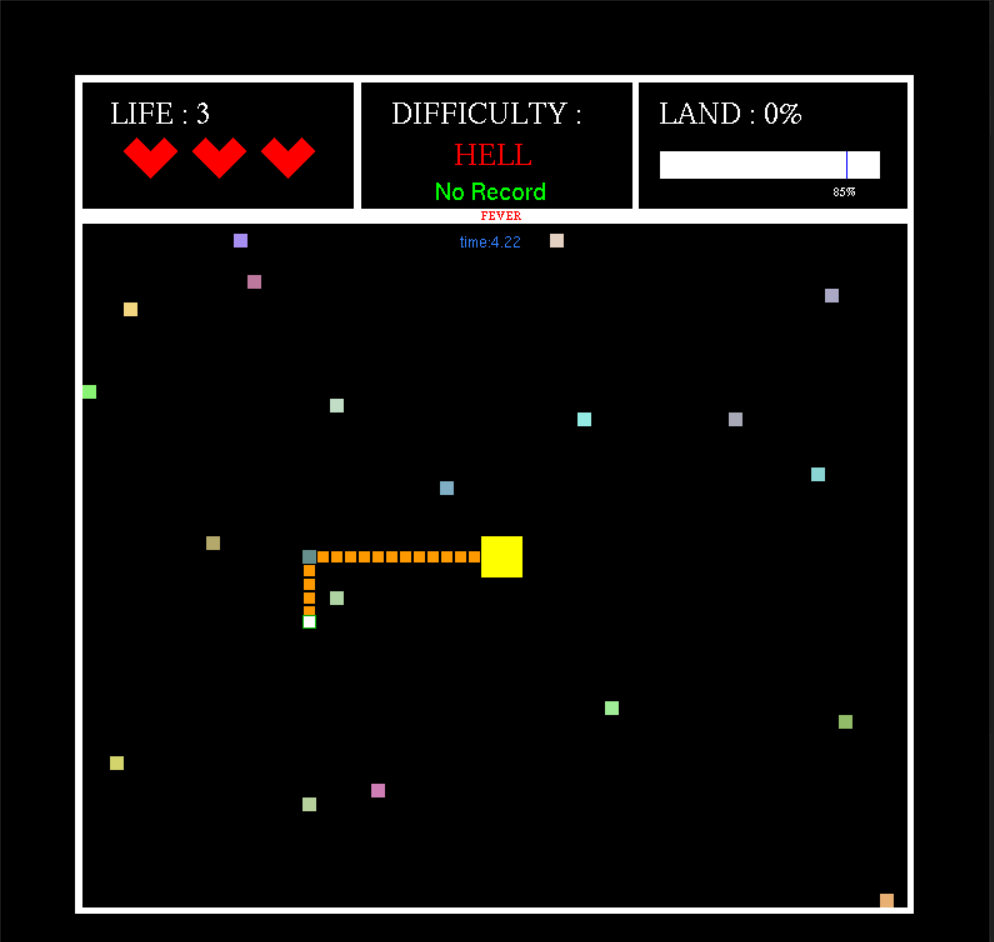 LIFE : 3
DIFFICULTY :
HELL
No Record
LAND : 0%
85%
FEVER
time:4.22